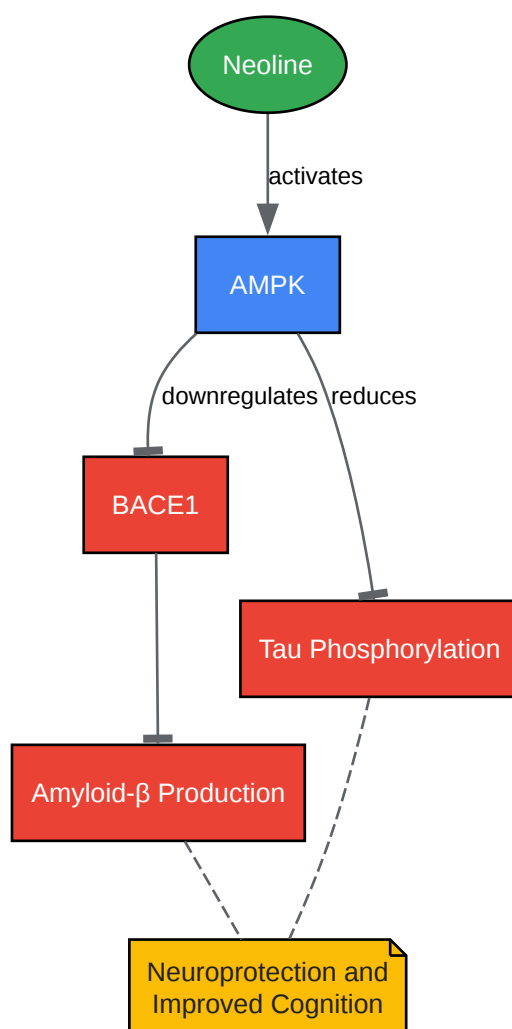 Neoline
activates
AMPK
downregulates
reduces
BACE1
Tau Phosphorylation
Amyloid-β Production
Neuroprotection and
Improved Cognition